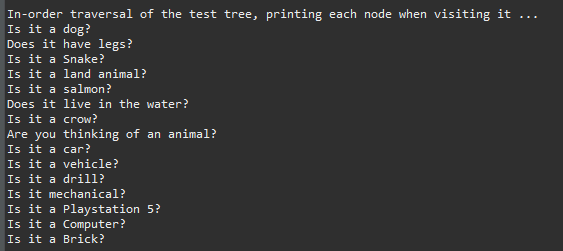 In-order traversal of the test tree, printing each node when visiting it ...
Is it a dog?
Does it have legs?
Is it a Snake?
Is it a land animal?
Is it a salmon?
Does it live in the water?
Is it a crow?
Are you thinking of an animal?
Is it a car?
Is it a vehicle?
Is it a drill?
Is it mechanical?
Is it a Playstation 5?
Is it a Computer?
Is it a Brick?